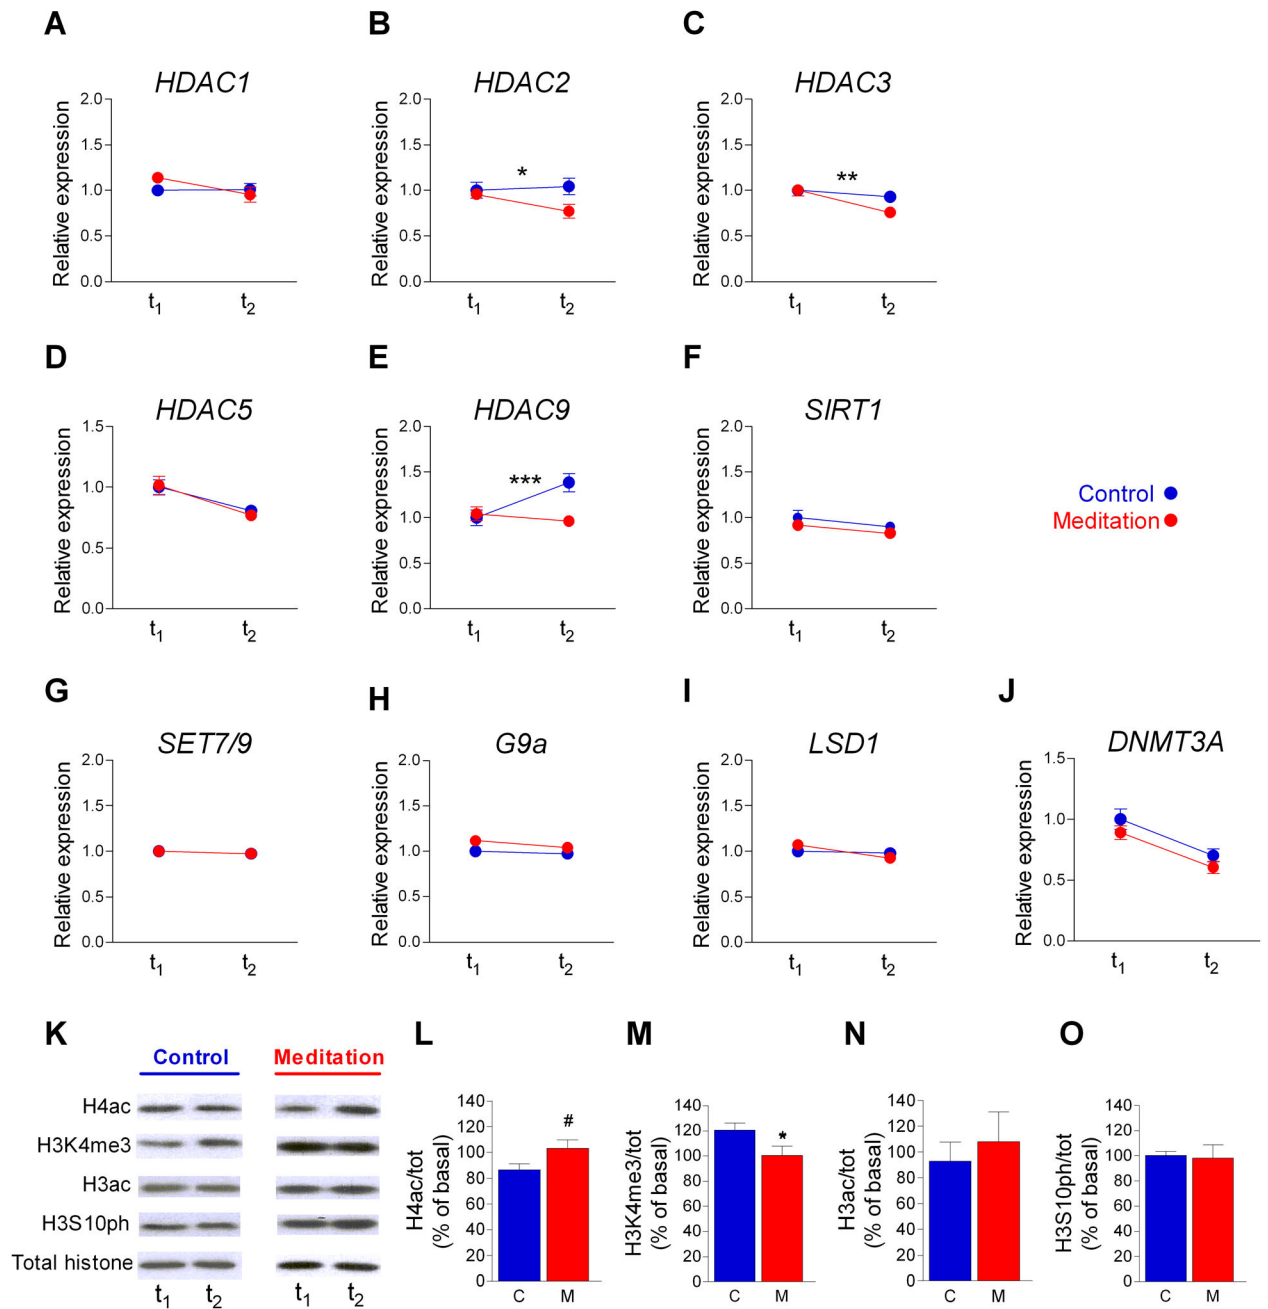 A
B
C
HDAC1
HDAC2
HDAC3
Relative expression
2.0
1.5
1.0
0.5
0.0
t1
t2
Relative expression
2.0
1.5
1.0
0.5
0.0
*
t1
t2
Relative expression
2.0
1.5
1.0
0.5
0.0
**
t1
t2
D
E
F
HDAC5
HDAC9
SIRT1
Relative expression
1.5
1.0
0.5
0.0
t1
t2
Relative expression
2.0
1.5
1.0
0.5
0.0
***
t1
t2
Relative expression
2.0
1.5
1.0
0.5
0.0
t1
t2
Control
Meditation
G
H
I
J
SET7/9
G9a
LSD1
DNMT3A
Relative expression
2.0
1.5
1.0
0.5
0.0
t1
t2
Relative expression
2.0
1.5
1.0
0.5
0.0
t1
t2
Relative expression
2.0
1.5
1.0
0.5
0.0
t1
t2
Relative expression
1.5
1.0
0.5
0.0
t1
t2
K
Control
Meditation
H4ac
H3K4me3
H3ac
H3S10ph
Total histone
t1
t2
t1
t2
L
H4ac/tot
(% of basal)
140
120
100
80
60
40
20
0
#
C
M
M
H3K4me3/tot
(% of basal)
140
120
100
80
60
40
20
0
*
C
M
N
H3ac/tot
(% of basal)
140
120
100
80
60
40
20
0
C
M
O
H3S10ph/tot
(% of basal)
140
120
100
80
60
40
20
0
C
M